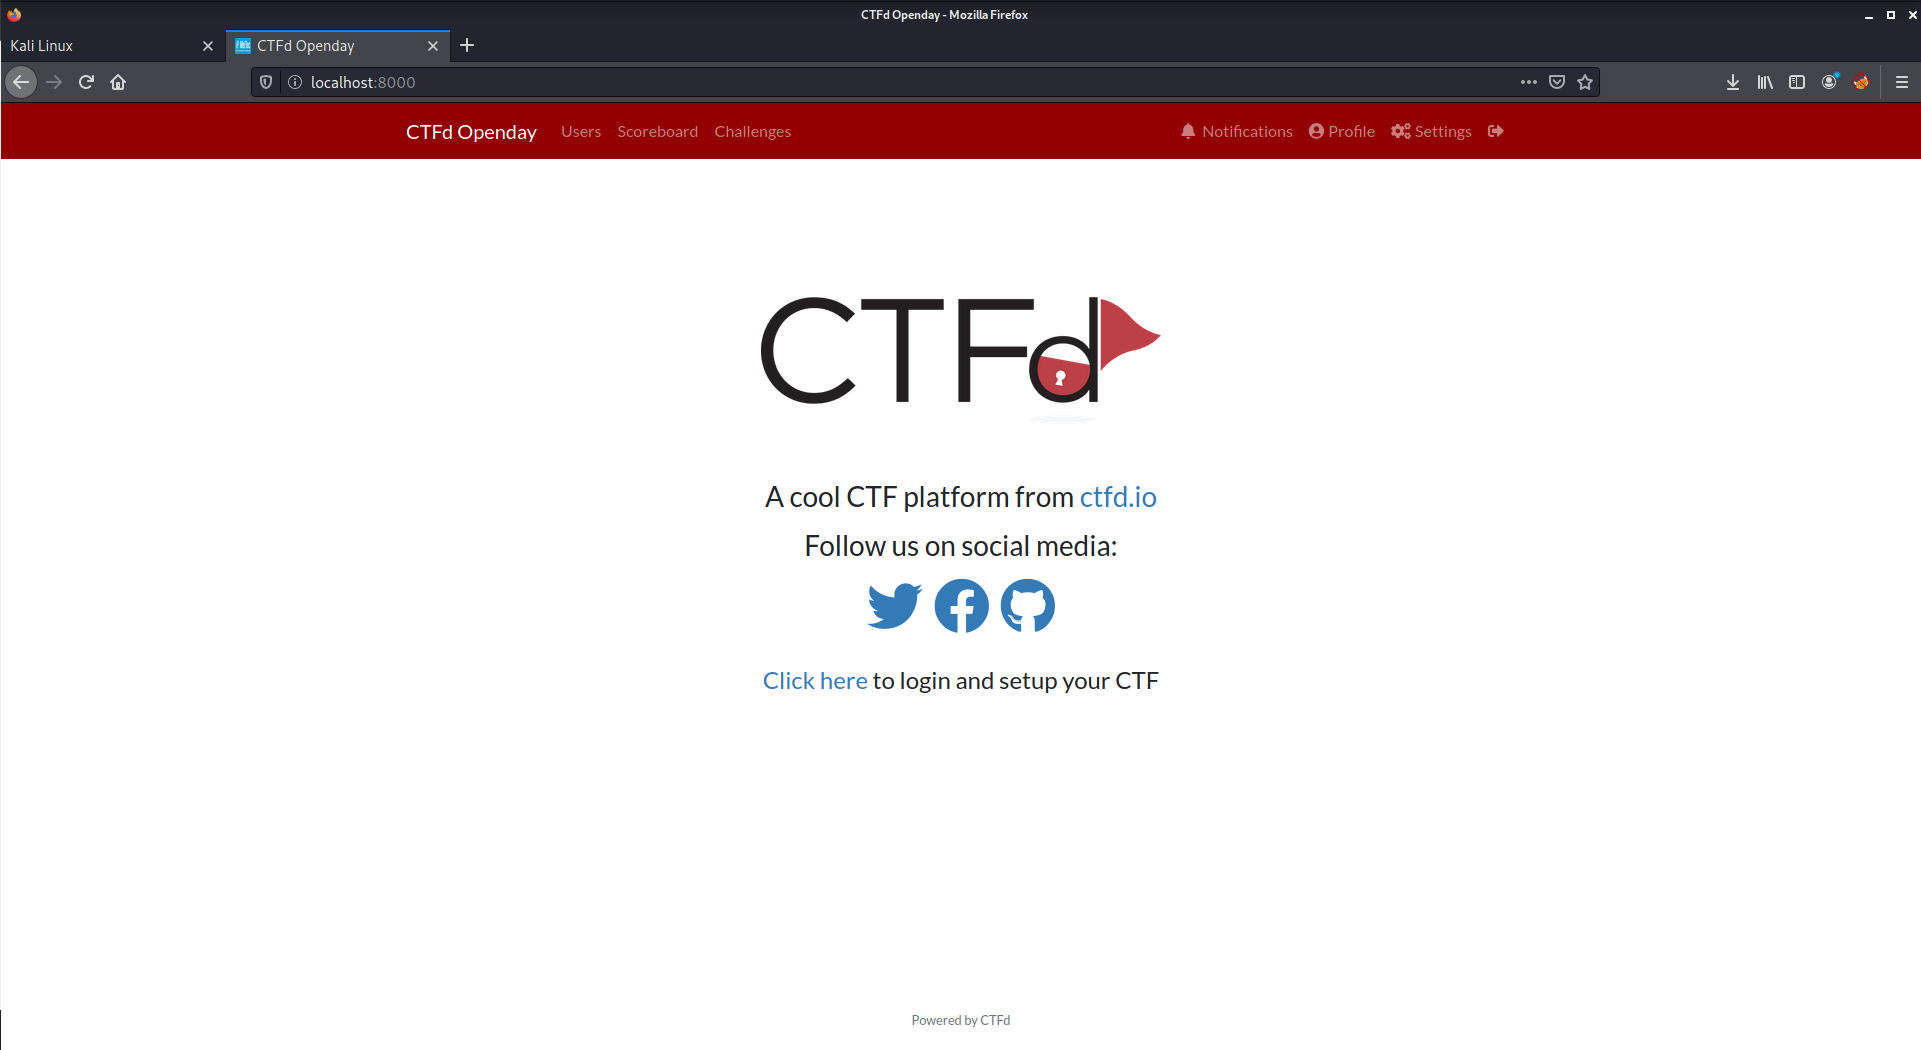 CTFd Openday - Mozilla Firefox
Kali Linux
CTFd Openday
localhost:8000
CTFd Openday Users Scoreboard Challenges Notifications Profile Settings
CTFd
A cool CTF platform from ctfd.io
Follow us on social media:
Click here to login and setup your CTF
Powered by CTFd